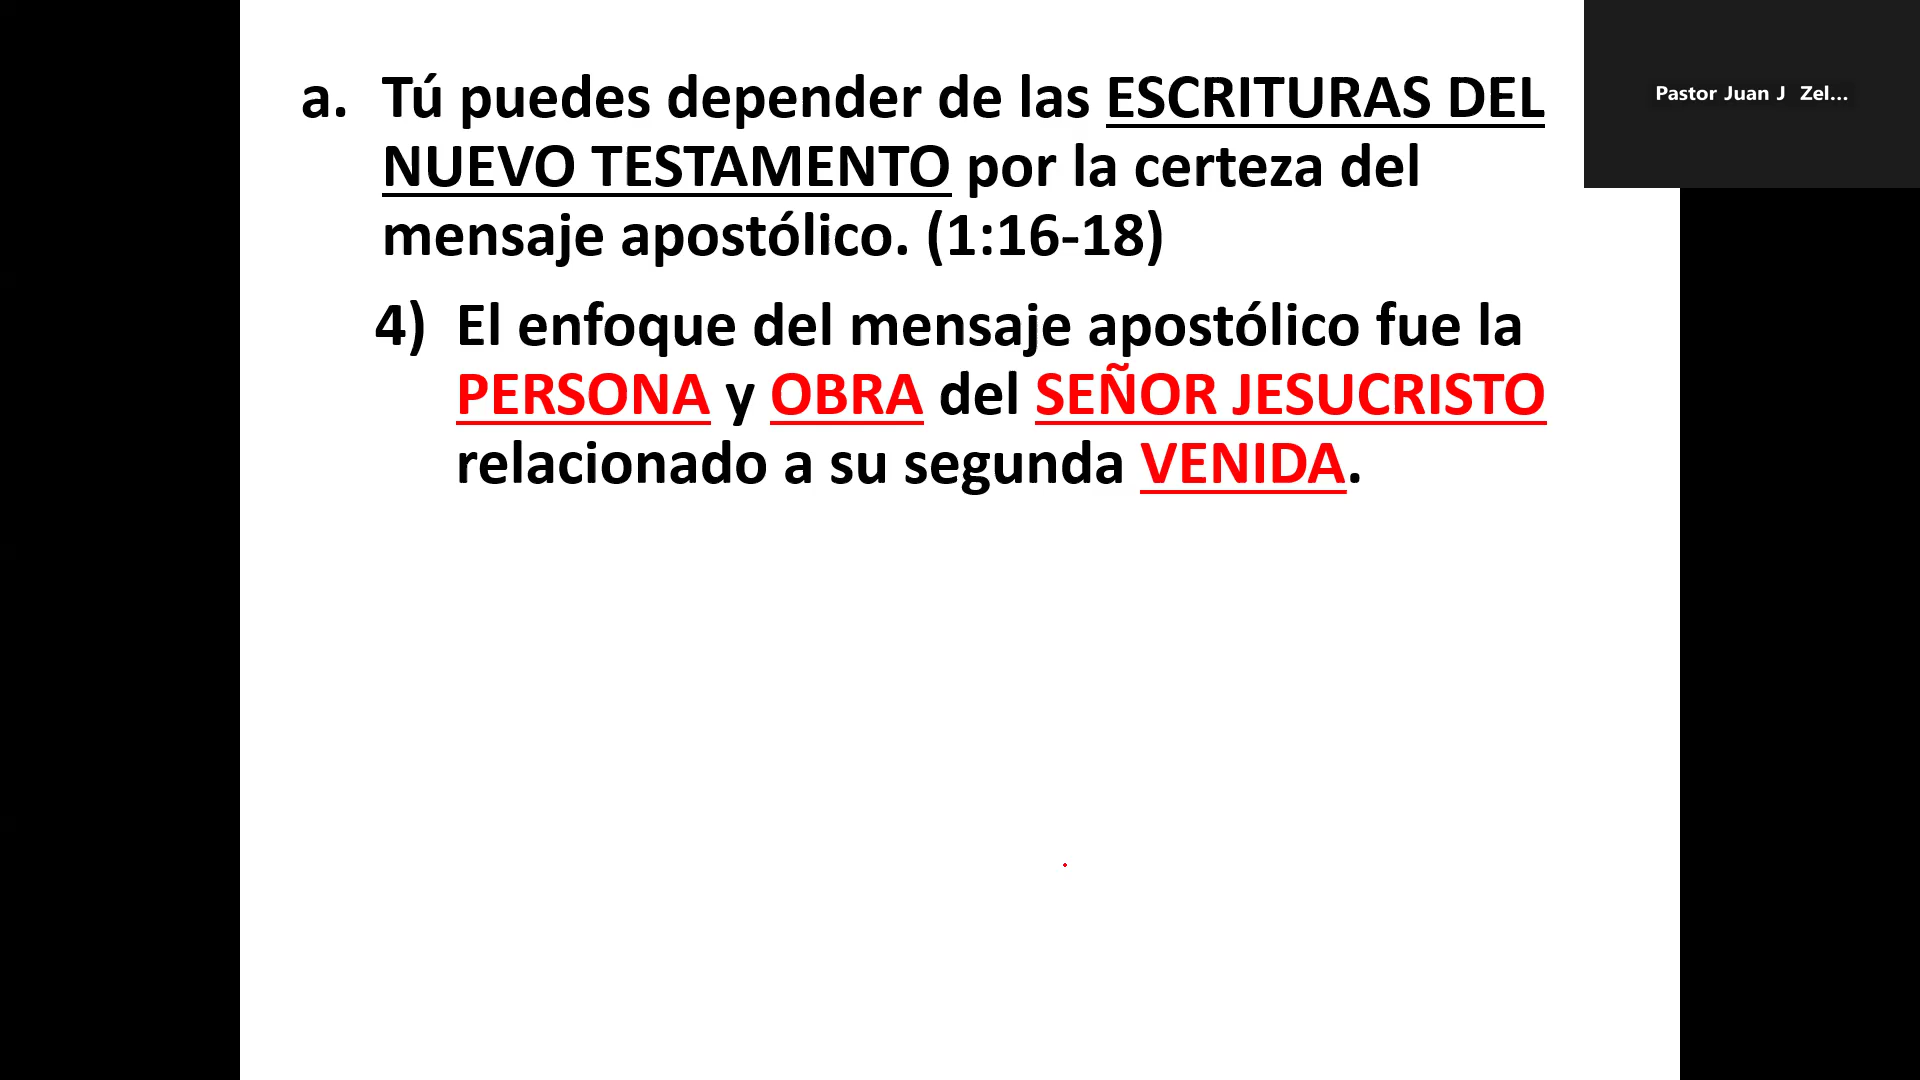 a. Tú puedes depender de las ESCRITURAS DEL
NUEVO TESTAMENTO por la certeza del
mensaje apostólico. (1:16-18)
4) El enfoque del mensaje apostólico fue la
PERSONA y OBRA del SEÑOR JESUCRISTO
relacionado a su segunda VENIDA.
Pastor Juan J Zel...